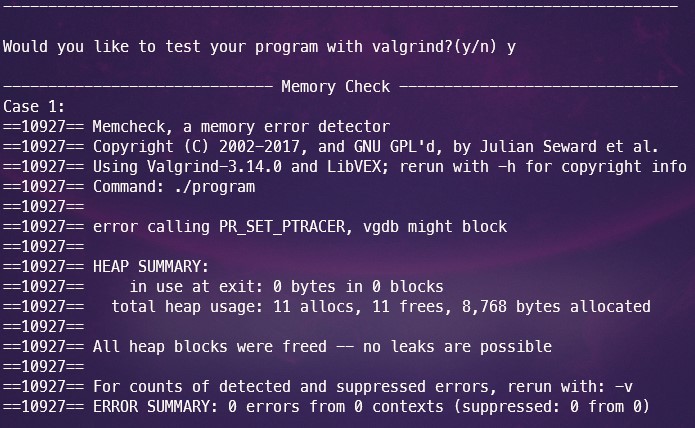 ---------------------------------------------------------------------------
Would you like to test your program with valgrind?(y/n) y
------------------------------ Memory Check -------------------------------
Case 1:
==10927== Memcheck, a memory error detector
==10927== Copyright (C) 2002-2017, and GNU GPL'd, by Julian Seward et al.
==10927== Using Valgrind-3.14.0 and LibVEX; rerun with -h for copyright info
==10927== Command: ./program
==10927==
==10927== error calling PR_SET_PTRACER, vgdb might block
==10927==
==10927== HEAP SUMMARY:
==10927==     in use at exit: 0 bytes in 0 blocks
==10927==   total heap usage: 11 allocs, 11 frees, 8,768 bytes allocated
==10927==
==10927== All heap blocks were freed -- no leaks are possible
==10927==
==10927== For counts of detected and suppressed errors, rerun with: -v
==10927== ERROR SUMMARY: 0 errors from 0 contexts (suppressed: 0 from 0)